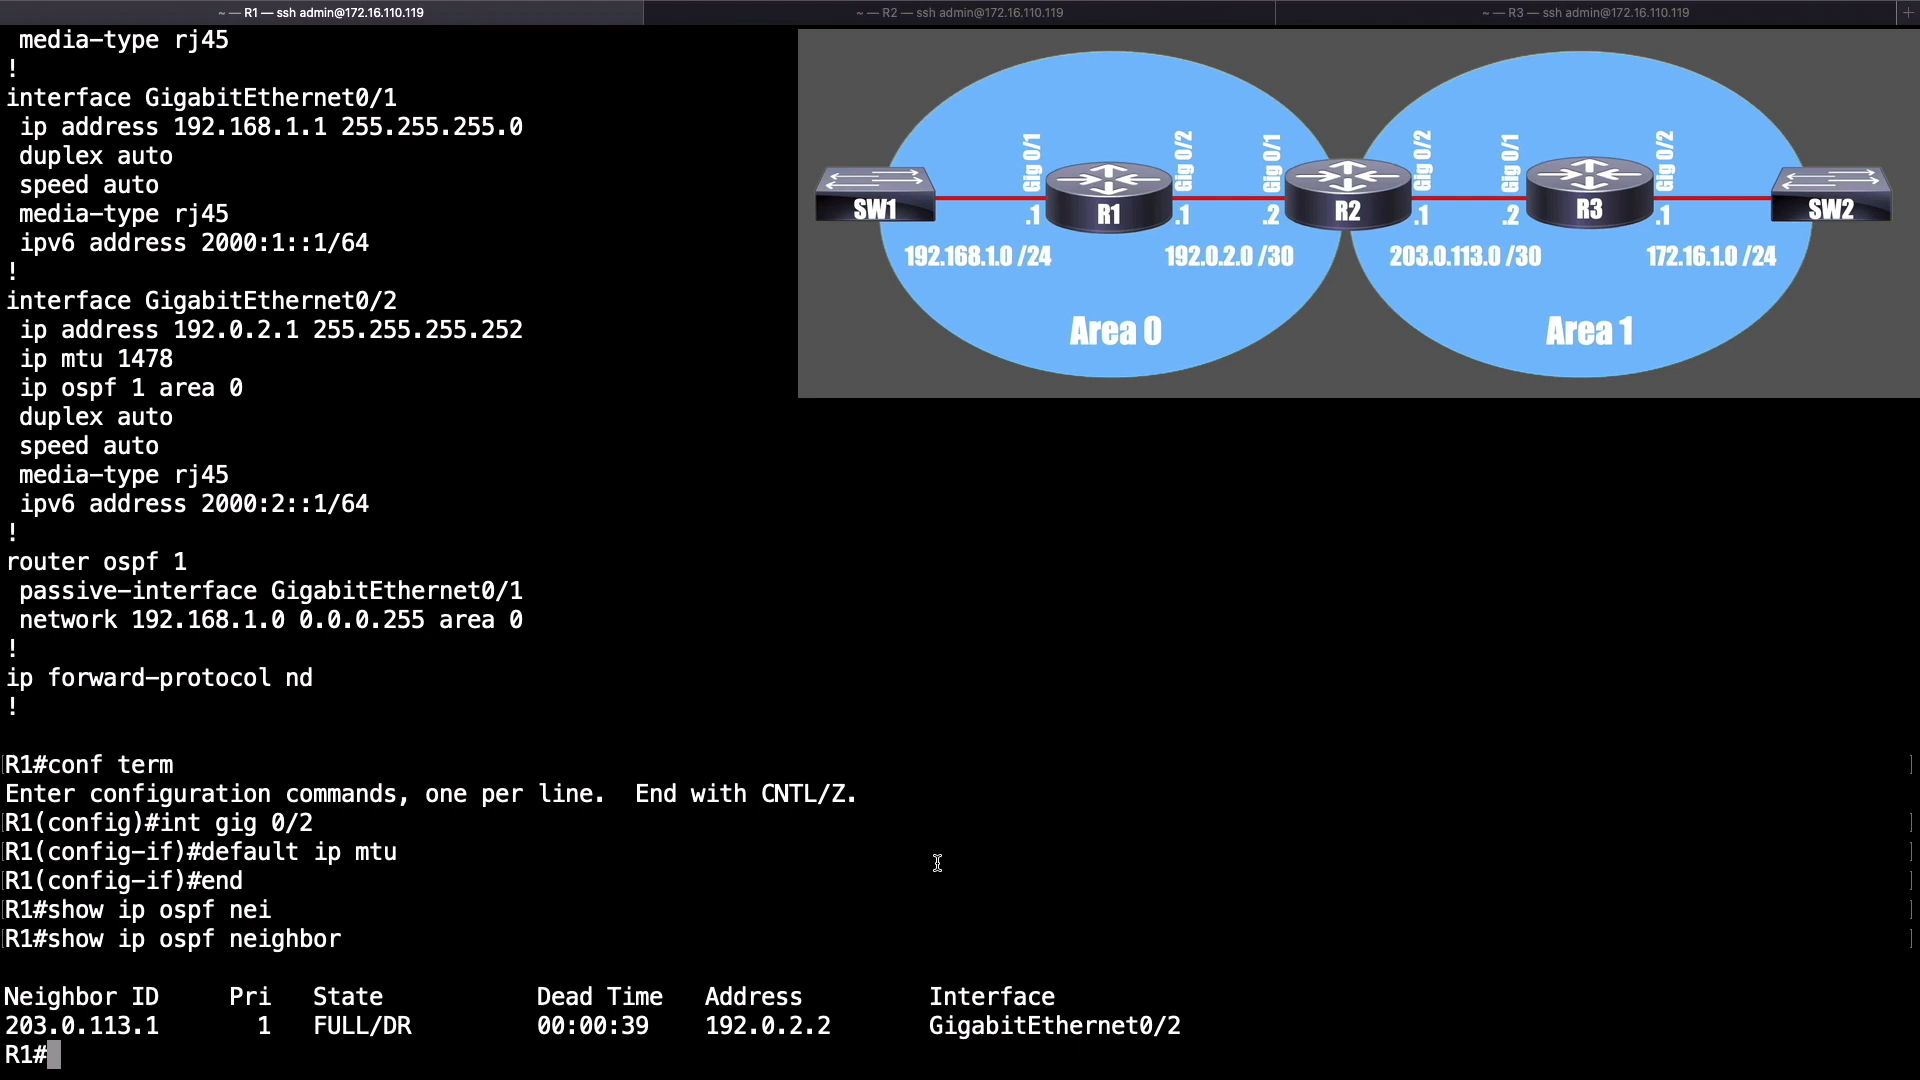 ~ — R1 — ssh admin@172.16.110.119
~ — R2 — ssh admin@172.16.110.119
~ — R3 — ssh admin@172.16.110.119
+
media-type rj45
!
interface GigabitEthernet0/1
ip address 192.168.1.1 255.255.255.0
duplex auto
speed auto
media-type rj45
ipv6 address 2000:1::1/64
!
interface GigabitEthernet0/2
ip address 192.0.2.1 255.255.255.252
ip mtu 1478
ip ospf 1 area 0
duplex auto
speed auto
media-type rj45
ipv6 address 2000:2::1/64
!
router ospf 1
passive-interface GigabitEthernet0/1
network 192.168.1.0 0.0.0.255 area 0
!
ip forward-protocol nd
!
R1#conf term
Enter configuration commands, one per line.  End with CNTL/Z.
R1(config)#int gig 0/2
R1(config-if)#default ip mtu
R1(config-if)#end
R1#show ip ospf nei
R1#show ip ospf neighbor
Neighbor ID     Pri   State           Dead Time   Address         Interface
203.0.113.1       1   FULL/DR         00:00:39    192.0.2.2       GigabitEthernet0/2
R1#
Gig 0/1
Gig 0/2
Gig 0/1
Gig 0/2
Gig 0/1
Gig 0/2
SW1
.1
R1
.1
.2
R2
.1
.2
R3
.1
SW2
192.168.1.0 /24
192.0.2.0 /30
203.0.113.0 /30
172.16.1.0 /24
Area 0
Area 1